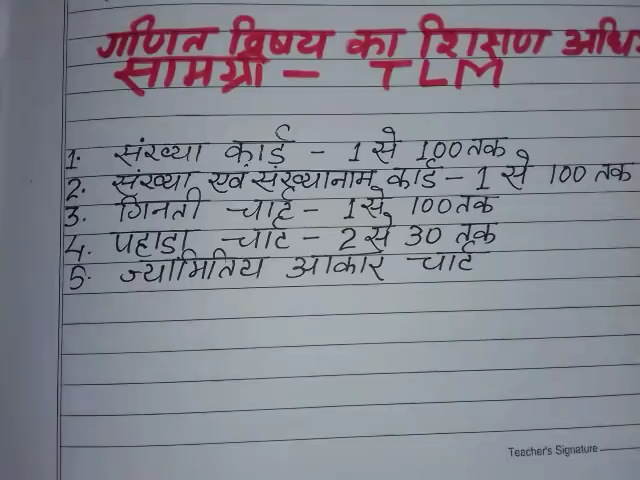 गणित विषय का शिक्षण अधि
सामग्री - TLM
1. संख्या कार्ड - 1 से 100 तक
2. संख्या एवं संख्यानाम कार्ड - 1 से 100 तक
3. गिनती चार्ट - 1 से 100 तक
4. पहाडा चार्ट - 2 से 30 तक
5. ज्यामितिय आकार चार्ट
Teacher's Signature